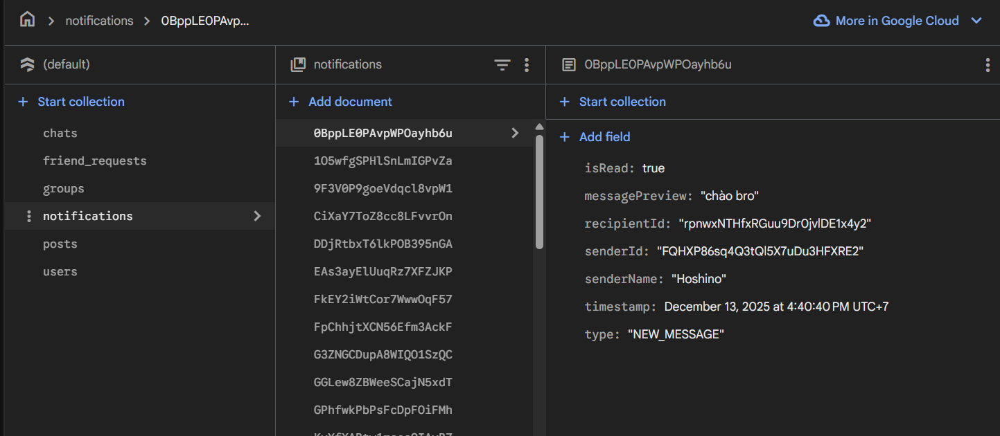 notifications 0BppLE0PAvp... More in Google Cloud
(default)
Start collection
chats
friend_requests
groups
notifications
posts
users
notifications
Add document
0BppLE0PAvpWPOayhb6u
1O5wfgSPHlSnLmIGPvZa
9F3V0P9goeVdqcl8vpW1
CiXaY7ToZ8cc8LFvvrOn
DDjRtbxT6lkPOB395nGA
EAs3ayElUuqRz7XFZJKP
FkEY2iWtCor7WwwOqF57
FpChhjtXCN56Efm3AckF
G3ZNGCDupA8WIQO1SzQC
GGLew8ZBWeeSCajN5xdT
GPhfwkPbPsFcDpFOiFMh
0BppLE0PAvpWPOayhb6u
Start collection
Add field
isRead: true
messagePreview: "chào bro"
recipientId: "rpnwxNTHfxRGuu9Dr0jvlDE1x4y2"
senderId: "FQHXP86sq4Q3tQl5X7uDu3HFXRE2"
senderName: "Hoshino"
timestamp: December 13, 2025 at 4:40:40 PM UTC+7
type: "NEW_MESSAGE"